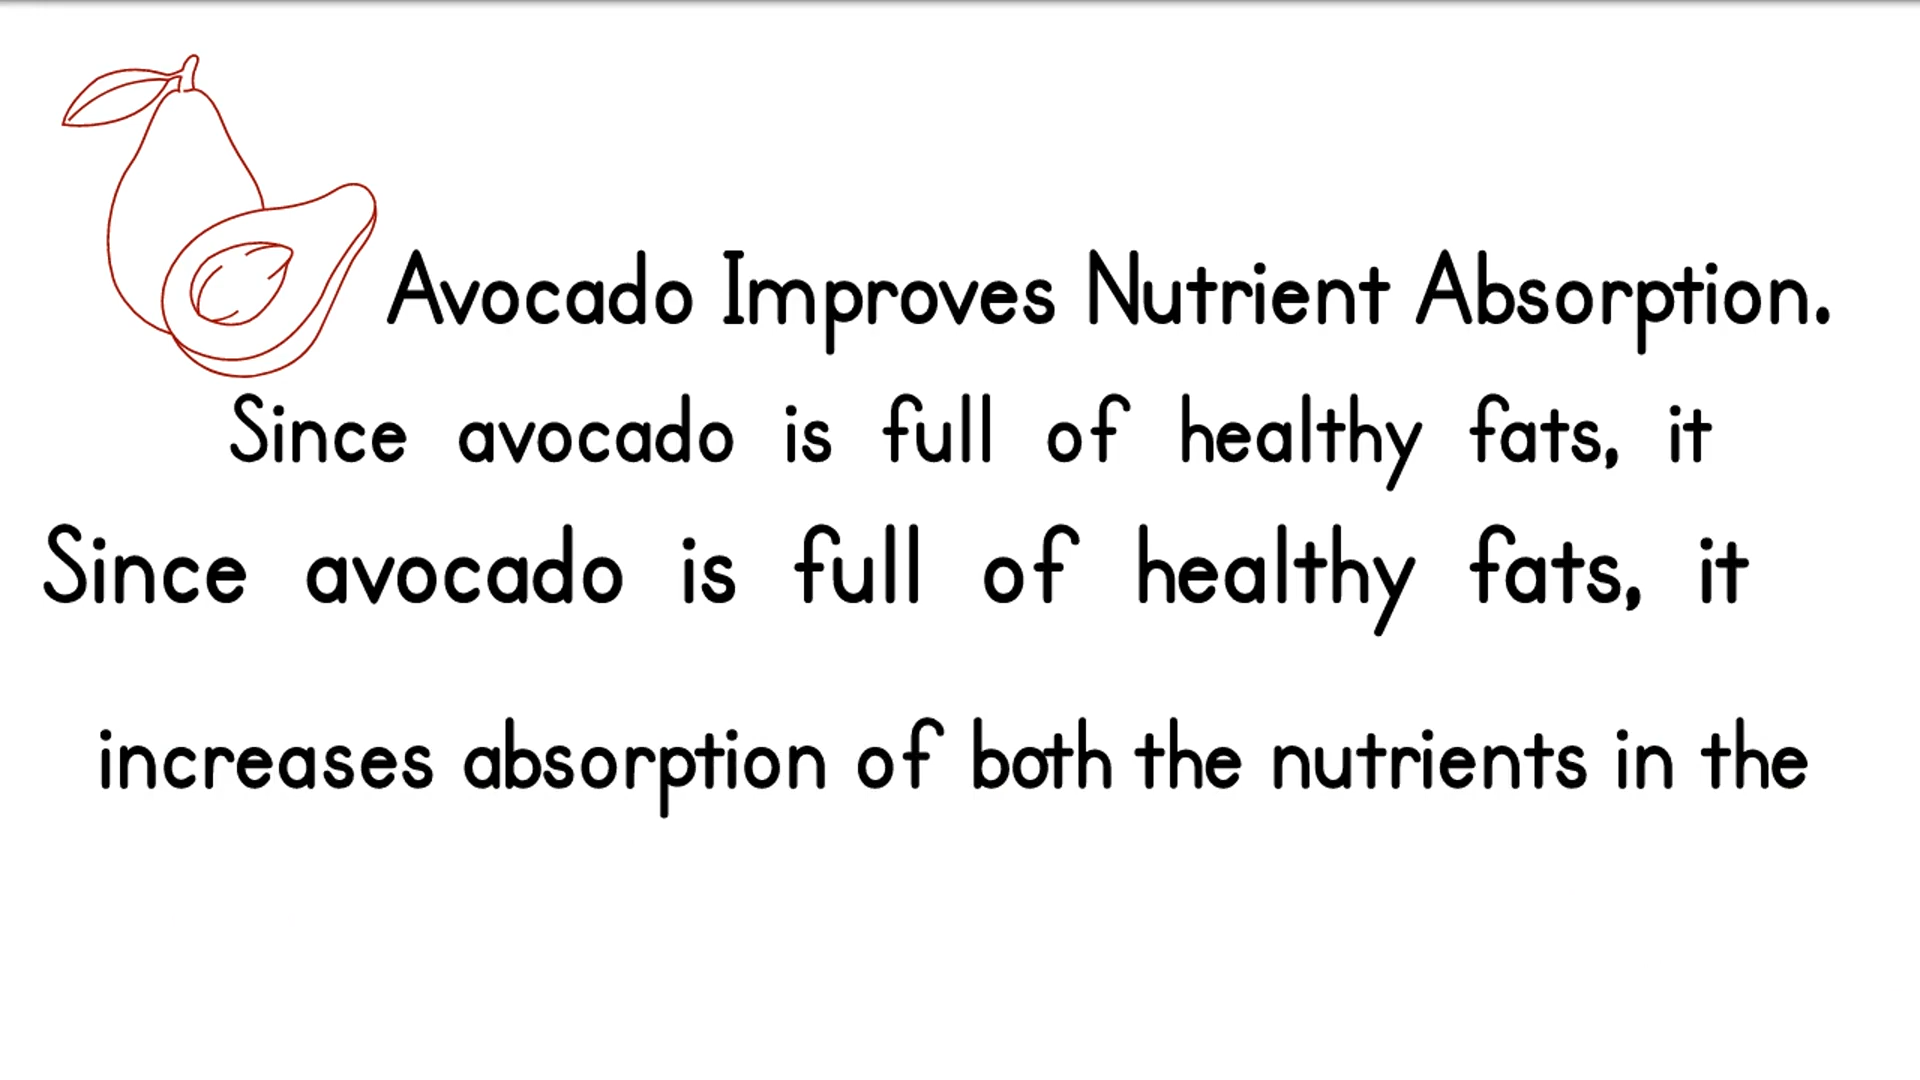 Avocado Improves Nutrient Absorption.
Since avocado is full of healthy fats, it
Since avocado is full of healthy fats, it
increases absorption of both the nutrients in the